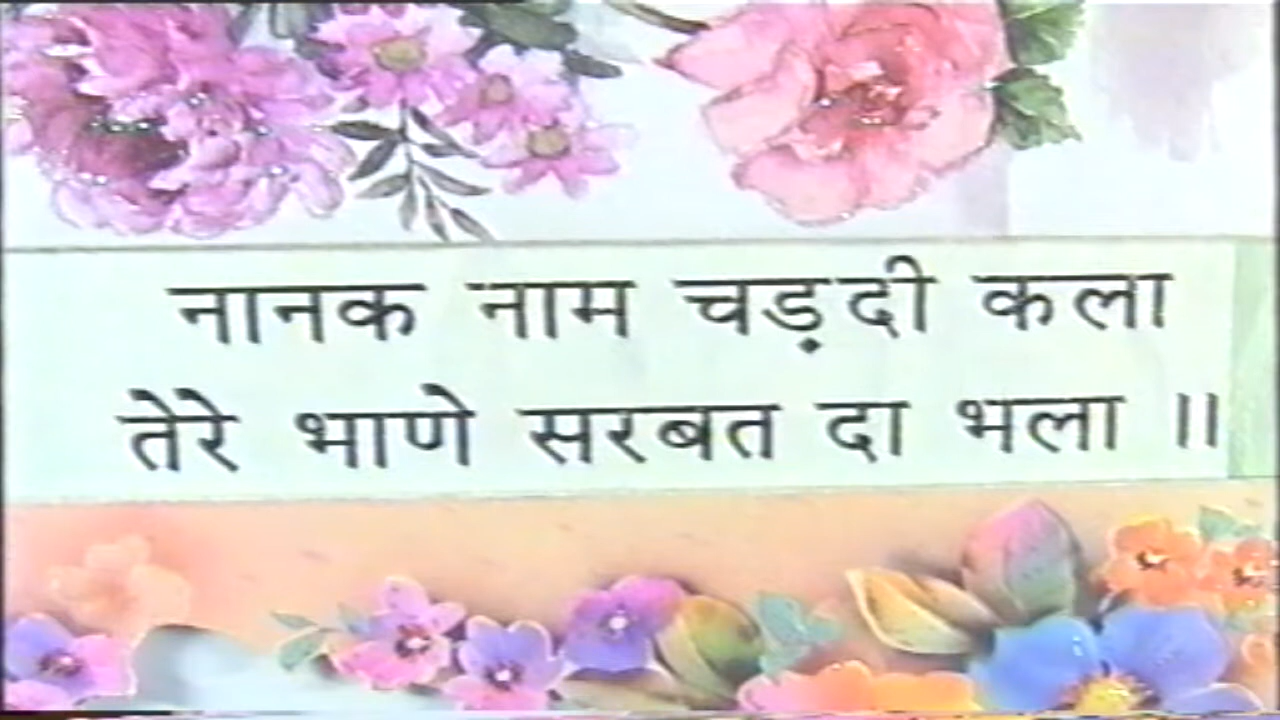 नानक नाम चड़दी कला
तेरे भाणे सरबत दा भला ॥